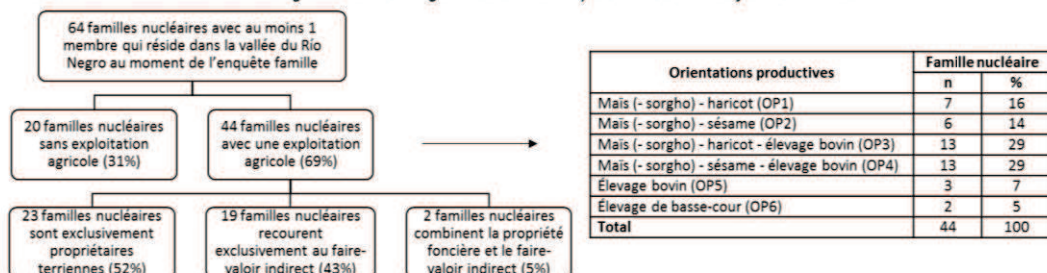 64 familles nucléaires avec au moins 1
membre qui réside dans la vallée du Río
Negro au moment de l'enquête famille
20 familles nucléaires
sans exploitation
agricole (31%)
44 familles nucléaires
avec une exploitation
agricole (69%)
23 familles nucléaires
sont exclusivement
propriétaires
terriennes (52%)
19 familles nucléaires
recourent
exclusivement au faire-
valoir indirect (43%)
2 familles nucléaires
combinent la propriété
foncière et le faire-
valoir indirect (5%)
Orientations productives Famille nucléaire
n %
Maïs (- sorgho) - haricot (OP1) 7 16
Maïs (- sorgho) - sésame (OP2) 6 14
Maïs (- sorgho) - haricot - élevage bovin (OP3) 13 29
Maïs (- sorgho) - sésame - élevage bovin (OP4) 13 29
Élevage bovin (OP5) 3 7
Élevage de basse-cour (OP6) 2 5
Total 44 100